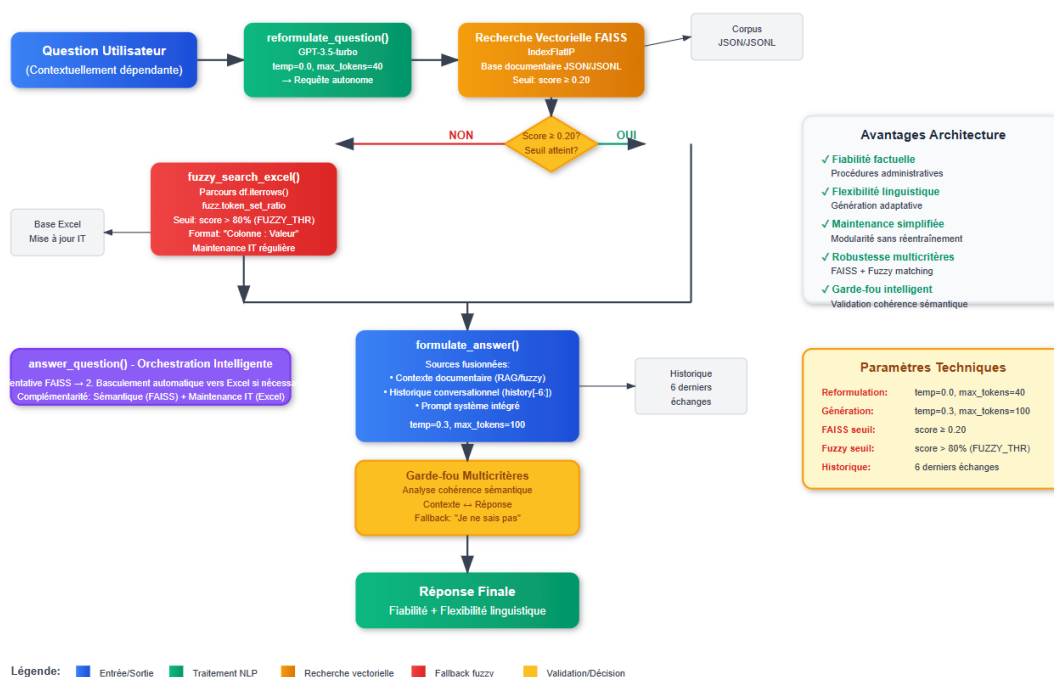 Question Utilisateur
(Contextuellement dépendante)
reformulate_question()
GPT-3.5-turbo
temp=0.0, max_tokens=40
→ Requête autonome
Recherche Vectorielle FAISS
IndexFlatIP
Base documentaire JSON/JSONL
Seuil: score ≥ 0.20
Corpus
JSON/JSONL
NON
Score ≥ 0.20?
Seuil atteint?
OUI
fuzzy_search_excel()
Parcours df.iterrows()
fuzz.token_set_ratio
Seuil: score > 80% (FUZZY_THR)
Format: "Colonne : Valeur"
Maintenance IT régulière
Base Excel
Mise à jour IT
Avantages Architecture
✓ Fiabilité factuelle
Procédures administratives
✓ Flexibilité linguistique
Génération adaptative
✓ Maintenance simplifiée
Modularité sans réentraînement
✓ Robustesse multicritères
FAISS + Fuzzy matching
✓ Garde-fou intelligent
Validation cohérence sémantique
answer_question() - Orchestration Intelligente
entative FAISS → 2. Basculement automatique vers Excel si nécessa
Complémentarité: Sémantique (FAISS) + Maintenance IT (Excel)
formulate_answer()
Sources fusionnées:
• Contexte documentaire (RAG/fuzzy)
• Historique conversationnel (history[-6:])
• Prompt système intégré
temp=0.3, max_tokens=100
Historique
6 derniers
échanges
Paramètres Techniques
Reformulation: temp=0.0, max_tokens=40
Génération: temp=0.3, max_tokens=100
FAISS seuil: score ≥ 0.20
Fuzzy seuil: score > 80% (FUZZY_THR)
Historique: 6 derniers échanges
Garde-fou Multicritères
Analyse cohérence sémantique
Contexte ↔ Réponse
Fallback: "Je ne sais pas"
Réponse Finale
Fiabilité + Flexibilité linguistique
Légende: Entrée/Sortie Traitement NLP Recherche vectorielle Fallback fuzzy Validation/Décision